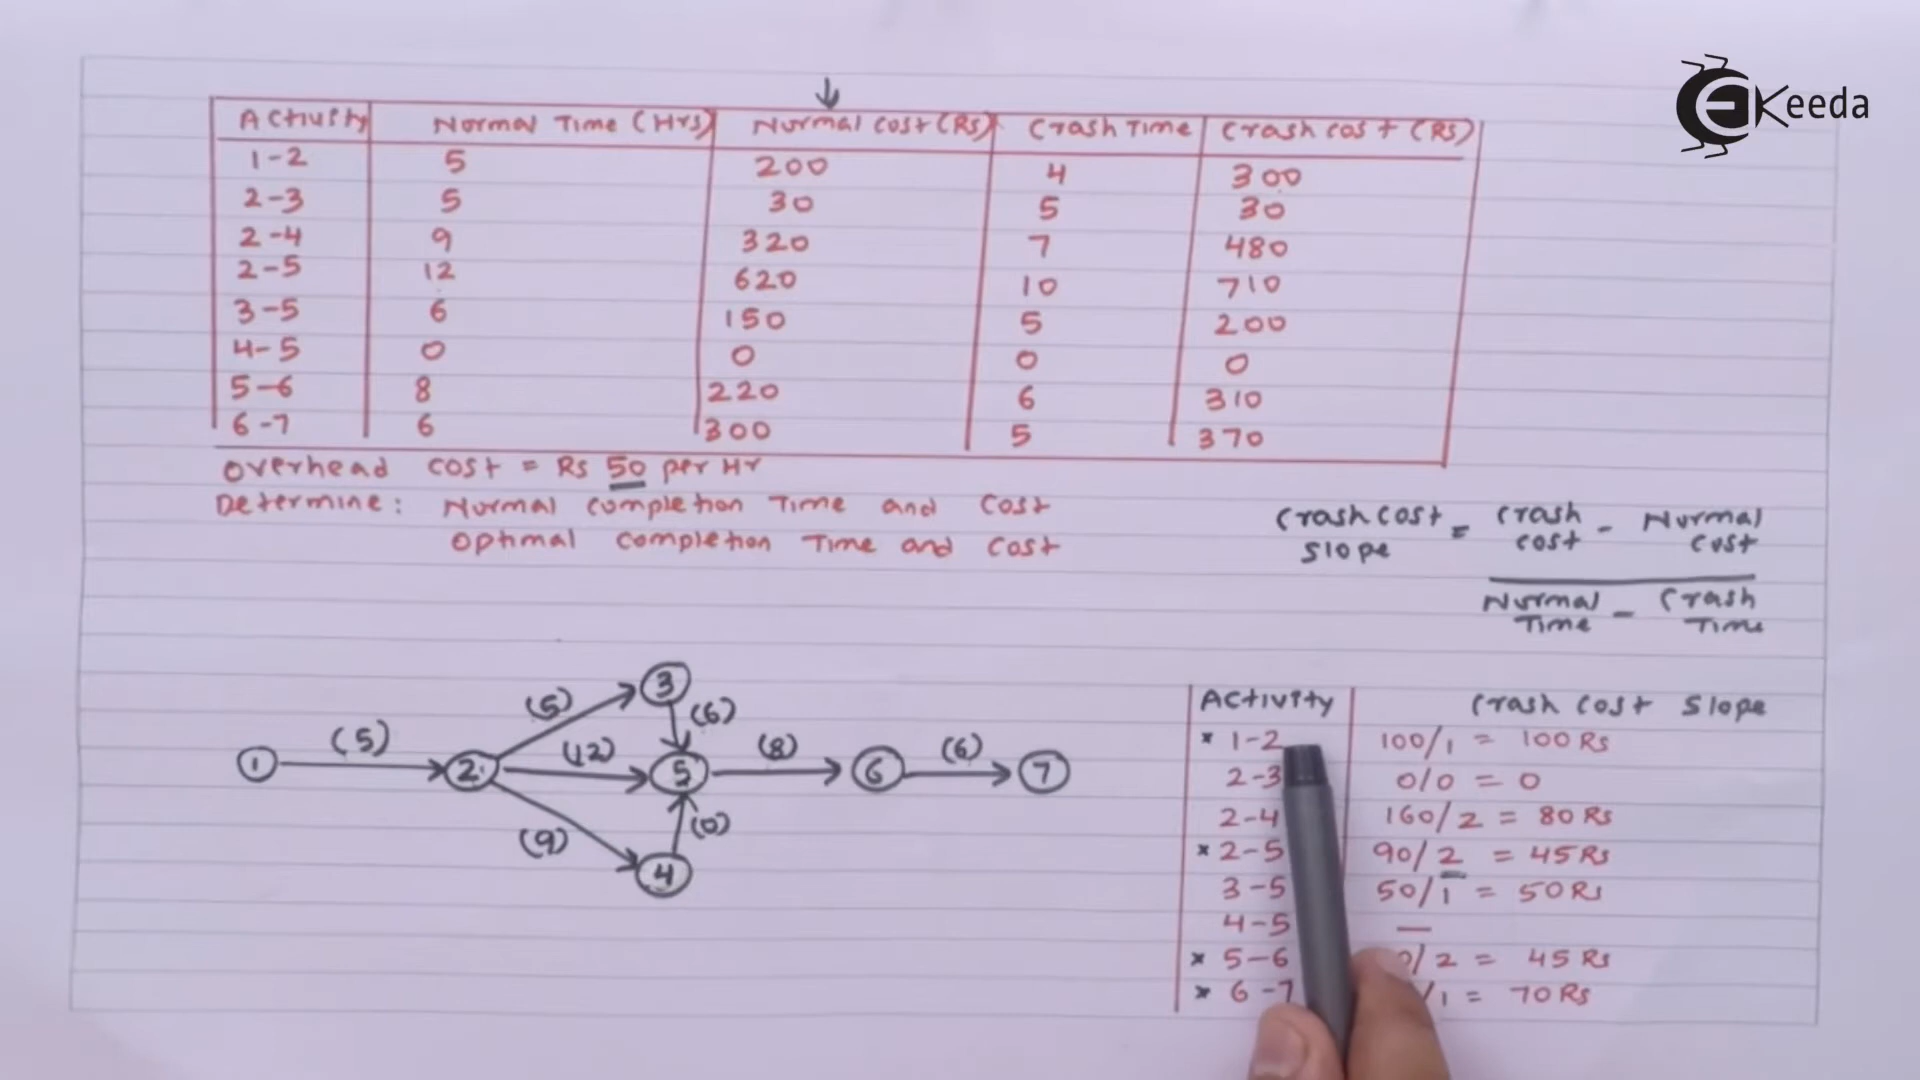 EKeeda
Activity Normal Time (Hrs) Normal Cost (Rs) Crash Time Crash cost (Rs)
1-2 5 200 4 300
2-3 5 30 5 30
2-4 9 320 7 480
2-5 12 620 10 710
3-5 6 150 5 200
4-5 0 0 0 0
5-6 8 220 6 310
6-7 6 300 5 370
Overhead cost = Rs 50 per Hr
Determine: Normal completion Time and Cost
Optimal completion Time and Cost
Crash Cost Slope = Crash cost - Normal Cost
Normal Time - Crash Time
1 (5) 2 (5) 3 (6) (12) 5 (8) 6 (6) 7
(9) 4 (0)
Activity Crash Cost Slope
* 1-2 100/1 = 100 Rs
2-3 0/0 = 0
2-4 160/2 = 80 Rs
* 2-5 90/2 = 45 Rs
3-5 50/1 = 50 Rs
4-5 —
* 5-6 0/2 = 45 Rs
* 6-7 /1 = 70 Rs